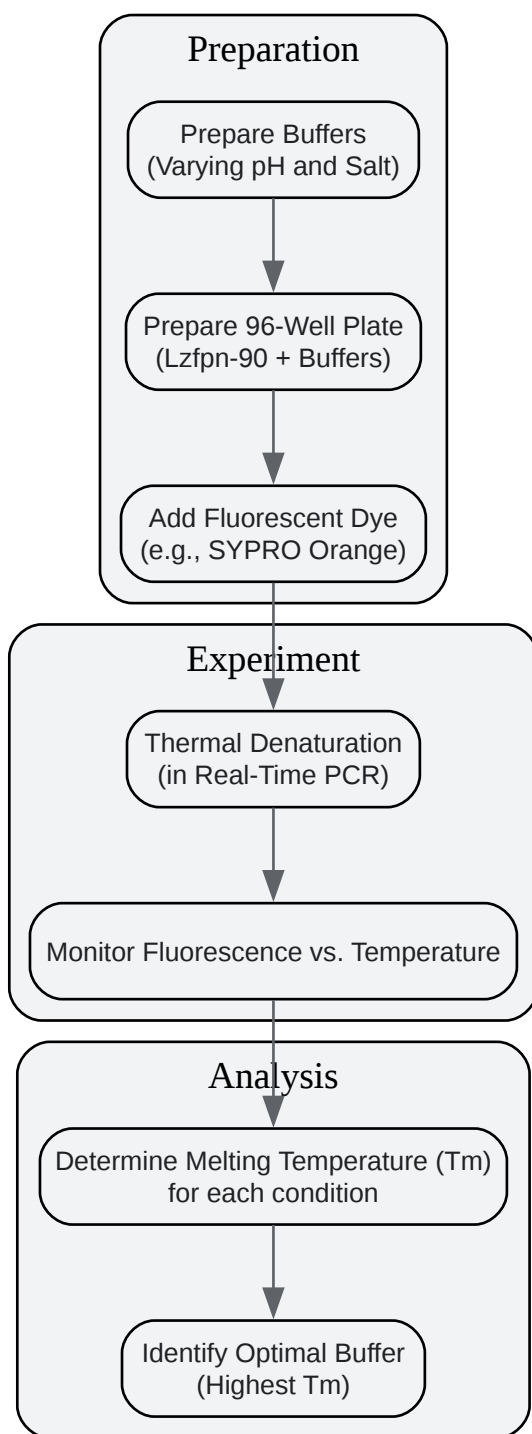 Preparation
Prepare Buffers
(Varying pH and Salt)
Prepare 96-Well Plate
(Lzfpn-90 + Buffers)
Add Fluorescent Dye
(e.g., SYPRO Orange)
Experiment
Thermal Denaturation
(in Real-Time PCR)
Monitor Fluorescence vs. Temperature
Analysis
Determine Melting Temperature (Tm)
for each condition
Identify Optimal Buffer
(Highest Tm)